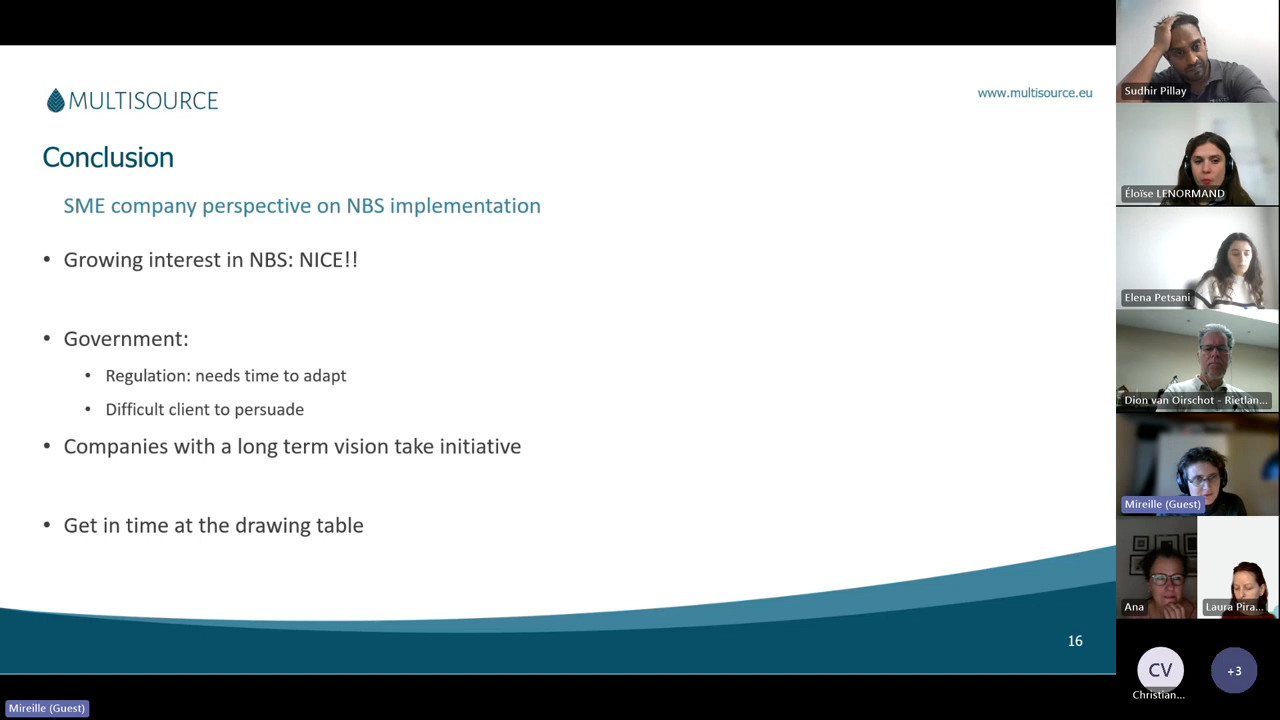 MULTISOURCE
www.multisource.eu
Conclusion
SME company perspective on NBS implementation
• Growing interest in NBS: NICE!!
• Government:
• Regulation: needs time to adapt
• Difficult client to persuade
• Companies with a long term vision take initiative
• Get in time at the drawing table
16
Mireille (Guest)
Sudhir Pillay
Éloïse LENORMAND
Elena Petsani
Dion van Oirschot - Rietlan...
Mireille (Guest)
Ana
Laura Pira...
CV
Christian...
+3